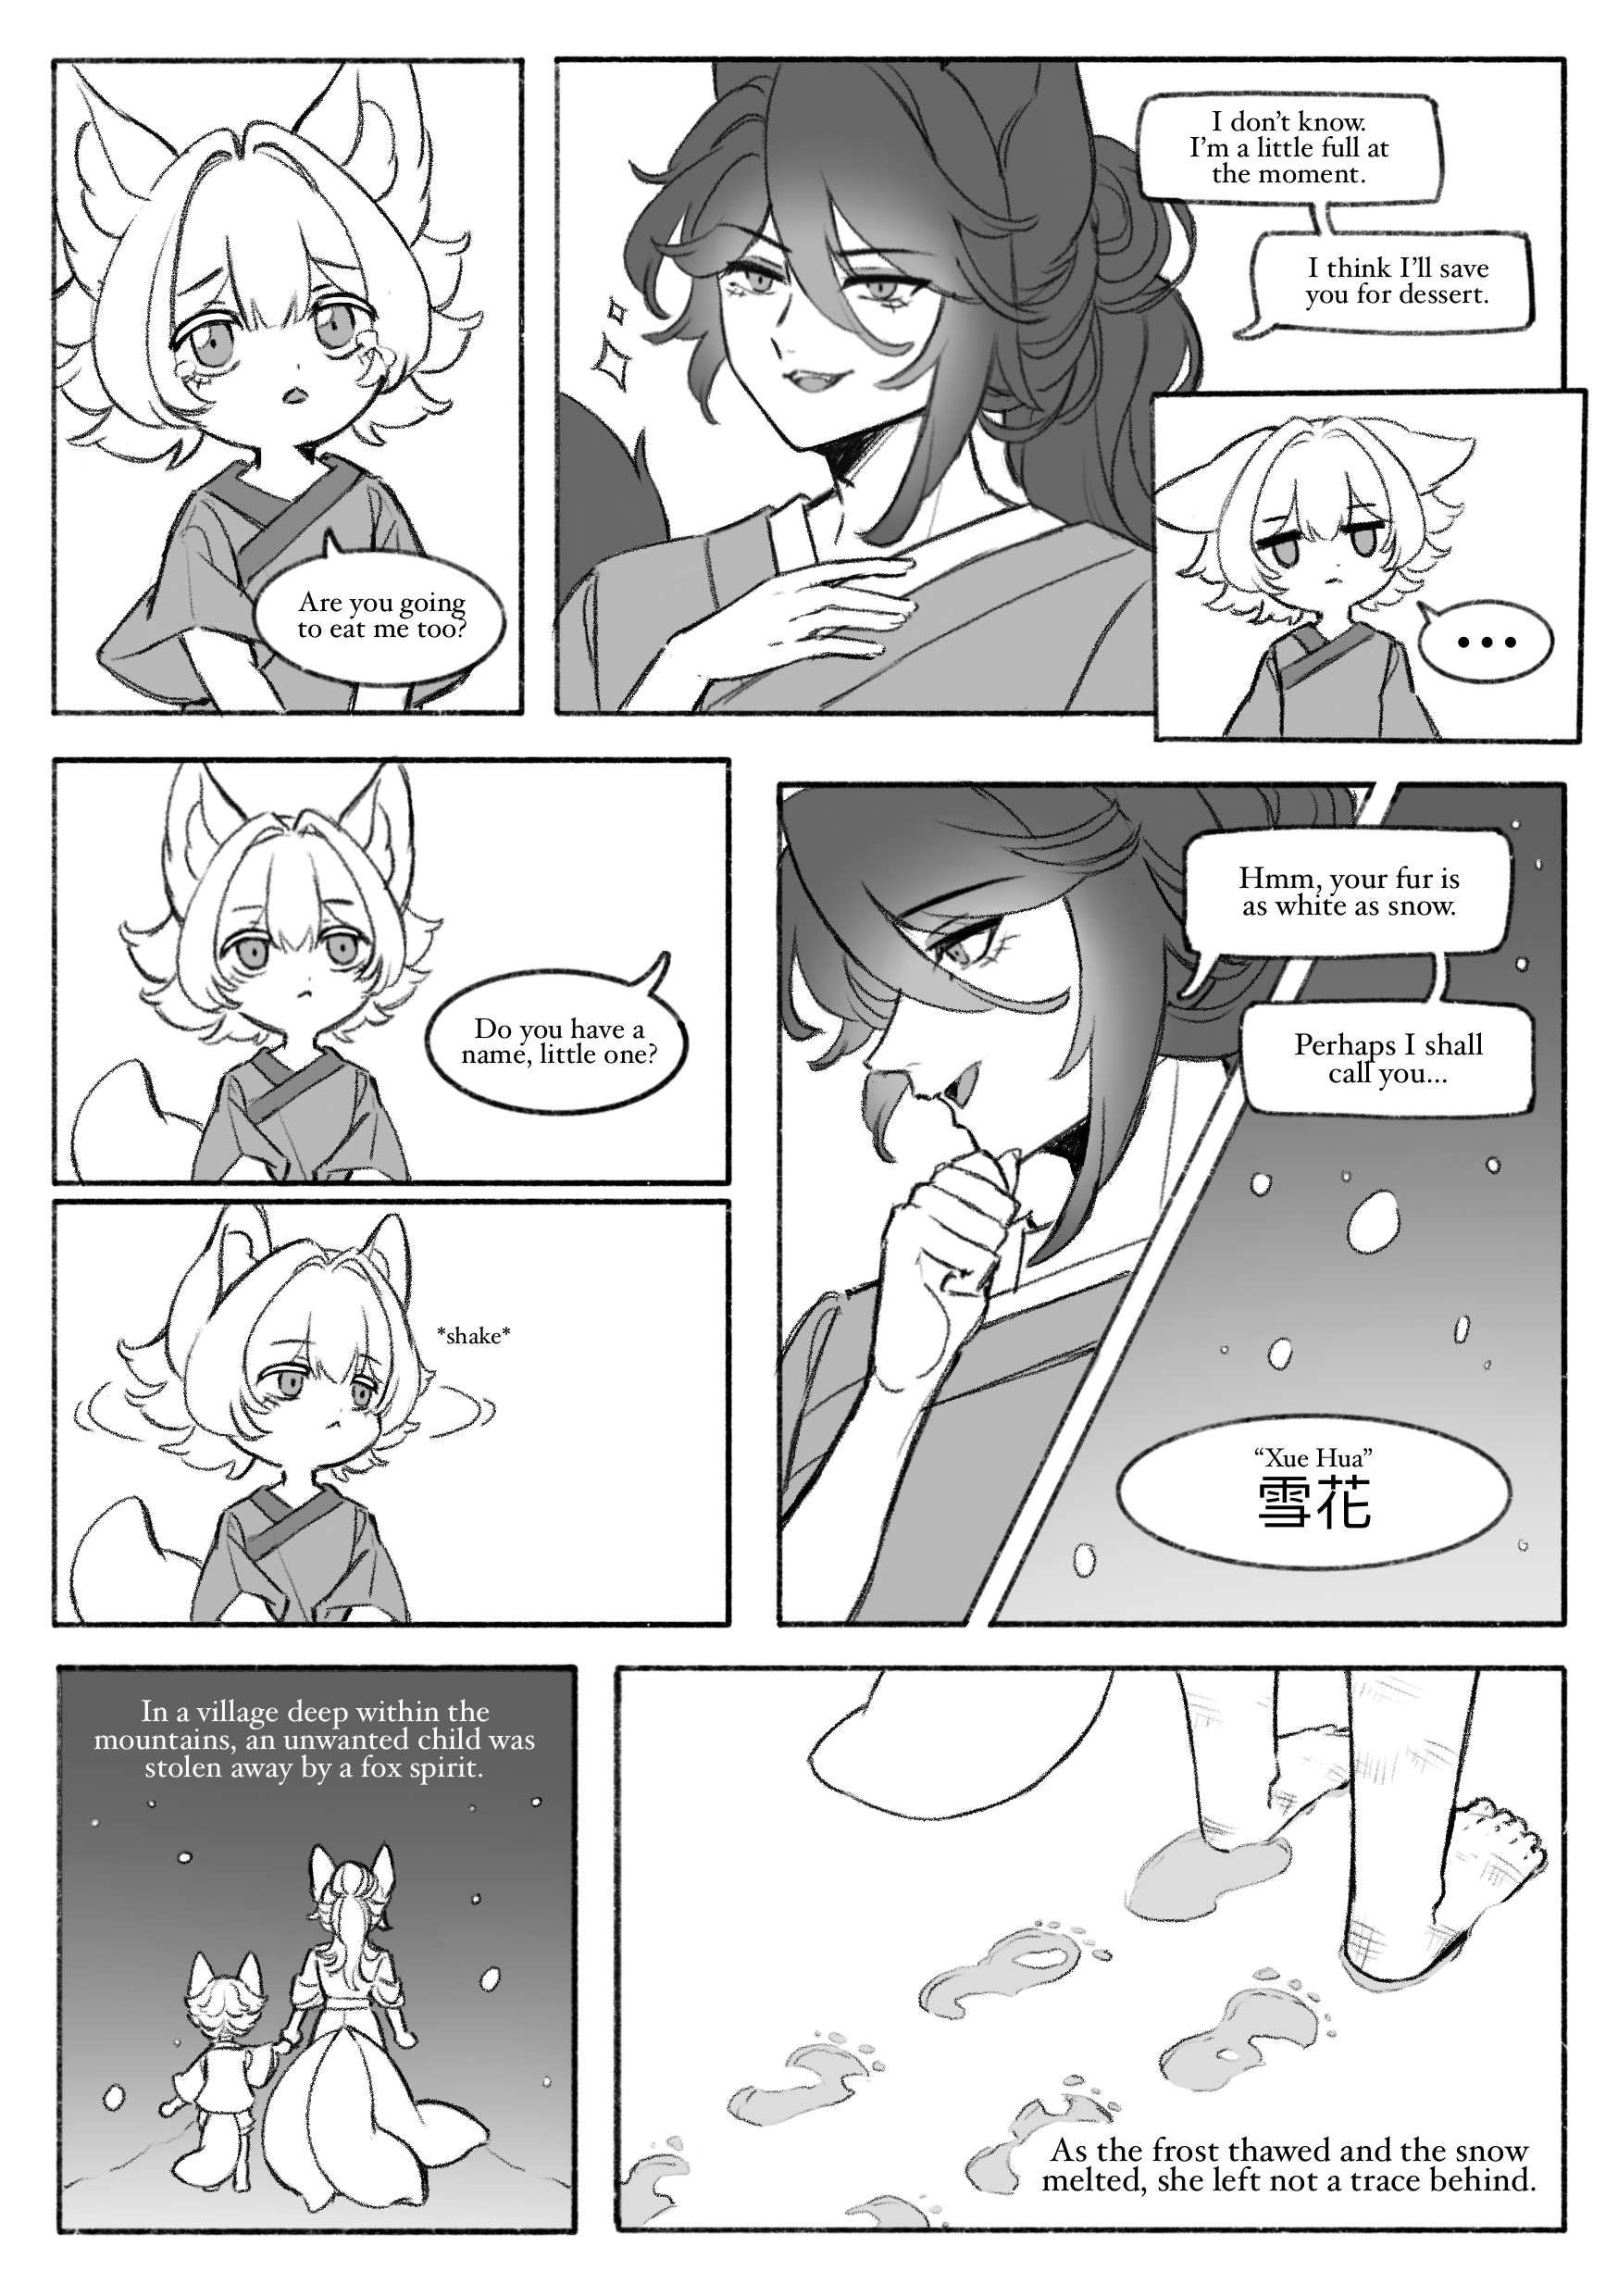 Are you going
to eat me too?
I don't know.
I'm a little full at
the moment.
I think I'll save
you for dessert.
•••
Do you have a
name, little one?
*shake*
Hmm, your fur is
as white as snow.
Perhaps I shall
call you...
“Xue Hua”
雪花
In a village deep within the
mountains, an unwanted child was
stolen away by a fox spirit.
As the frost thawed and the snow
melted, she left not a trace behind.